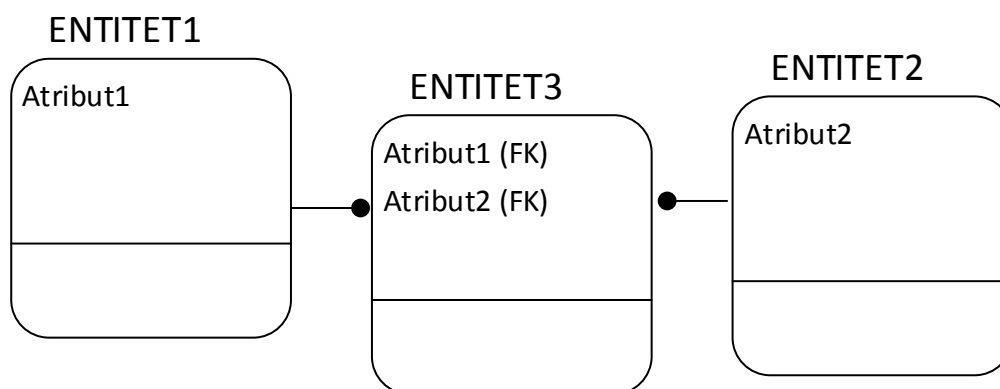 ENTITET1
Atribut1
ENTITET3
Atribut1 (FK)
Atribut2 (FK)
ENTITET2
Atribut2